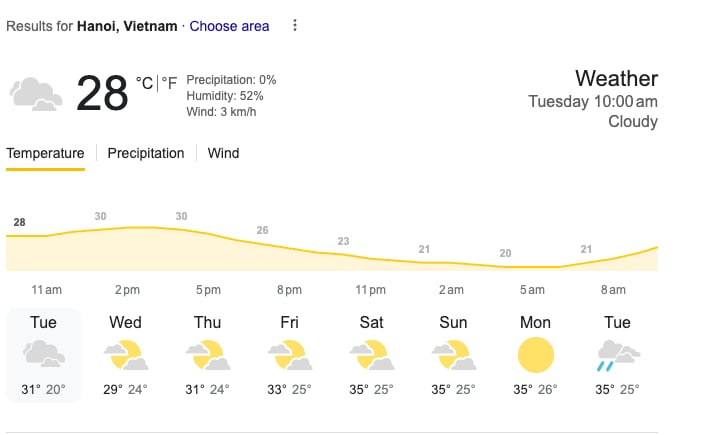 Results for Hanoi, Vietnam · Choose area
28 °C | °F
Precipitation: 0%
Humidity: 52%
Wind: 3 km/h
Weather
Tuesday 10:00 am
Cloudy
Temperature Precipitation Wind
28 30 30 26 23 21 20 21
11 am 2 pm 5 pm 8 pm 11 pm 2 am 5 am 8 am
Tue Wed Thu Fri Sat Sun Mon Tue
31° 20° 29° 24° 31° 24° 33° 25° 35° 25° 35° 25° 35° 26° 35° 25°